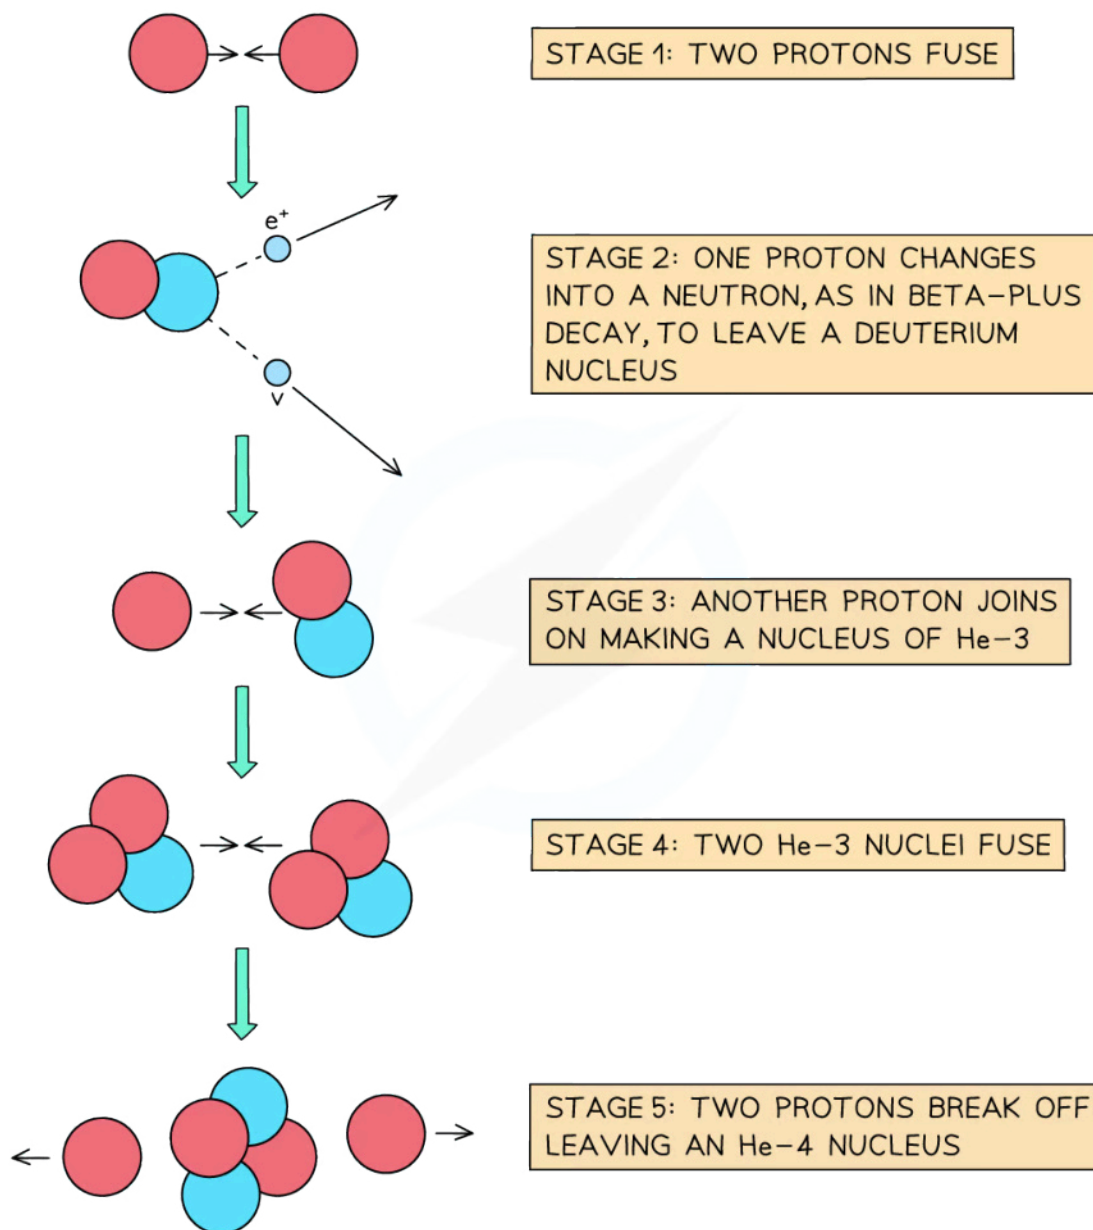 STAGE 1: TWO PROTONS FUSE
e+
STAGE 2: ONE PROTON CHANGES
INTO A NEUTRON, AS IN BETA-PLUS
DECAY, TO LEAVE A DEUTERIUM
NUCLEUS
v
STAGE 3: ANOTHER PROTON JOINS
ON MAKING A NUCLEUS OF He-3
STAGE 4: TWO He-3 NUCLEI FUSE
STAGE 5: TWO PROTONS BREAK OFF
LEAVING AN He-4 NUCLEUS